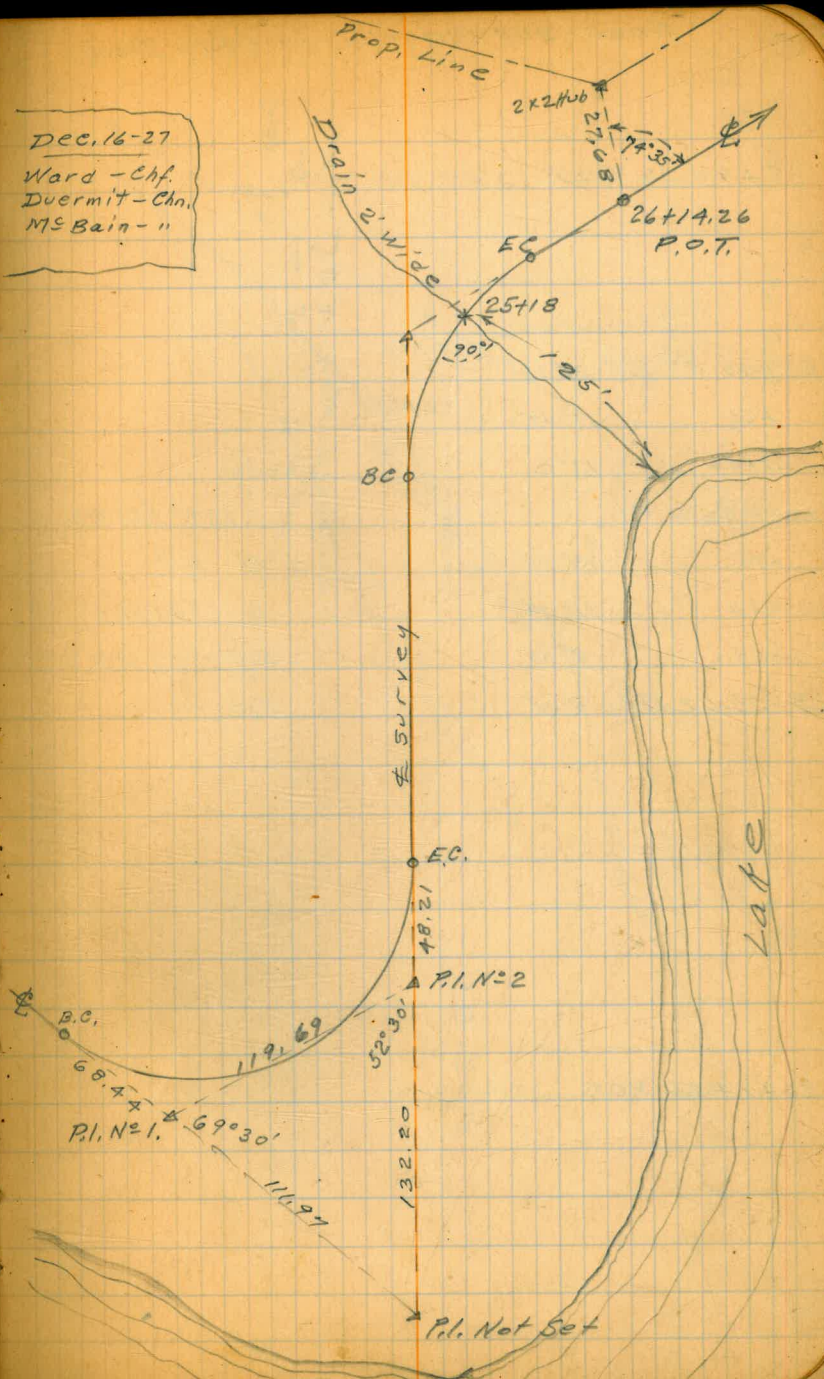 Prop. Line
2x2 Hub
Dec. 16-27
Ward - Chf.
Duermit - Chn.
McBain - "
Drain 2' Wide
27.68
74°35'
℄
26+14.26
P.O.T.
E.C.
25+18
90°
125'
B.C
℄ Survey
E.C.
48.21
Lake
P.I. No 2
℄
B.C.
119.69
52°30'
68.44
P.I. No 1.
69°30'
132.20
111.97
P.I. Not Set